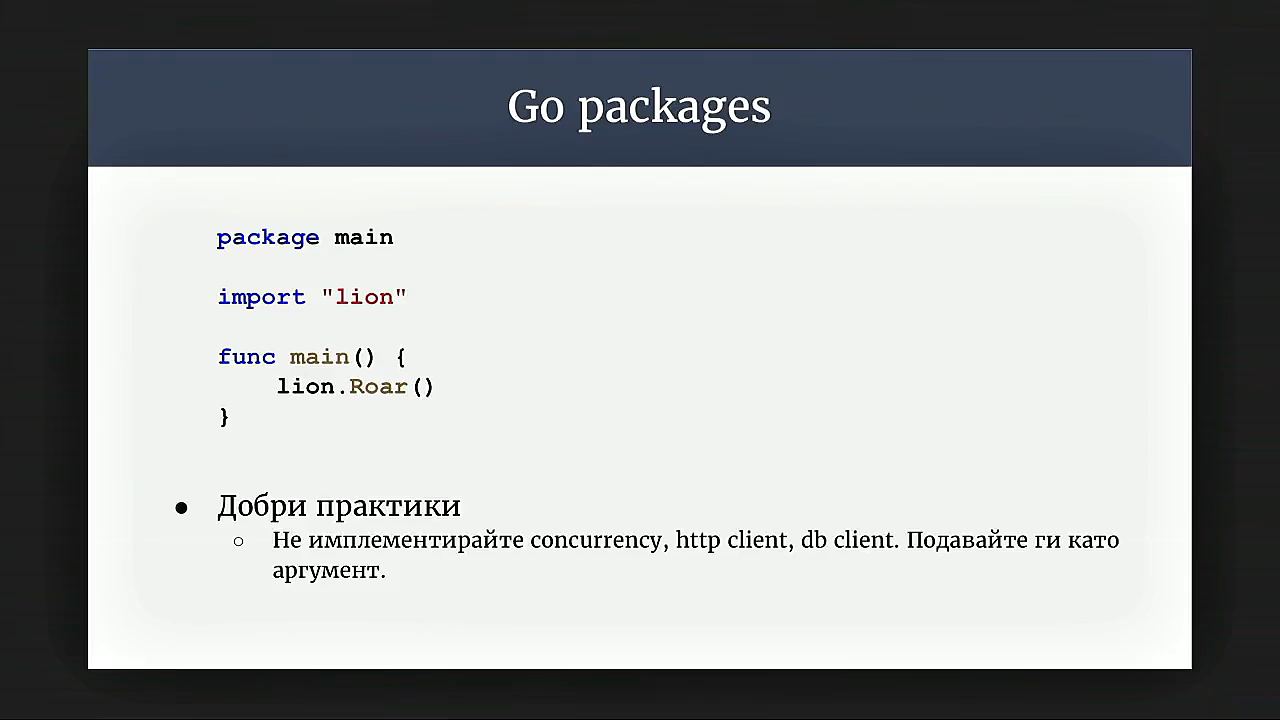 Go packages
package main
import "lion"
func main() {
    lion.Roar()
}
● Добри практики
○ Не имплементирайте concurrency, http client, db client. Подавайте ги като
аргумент.